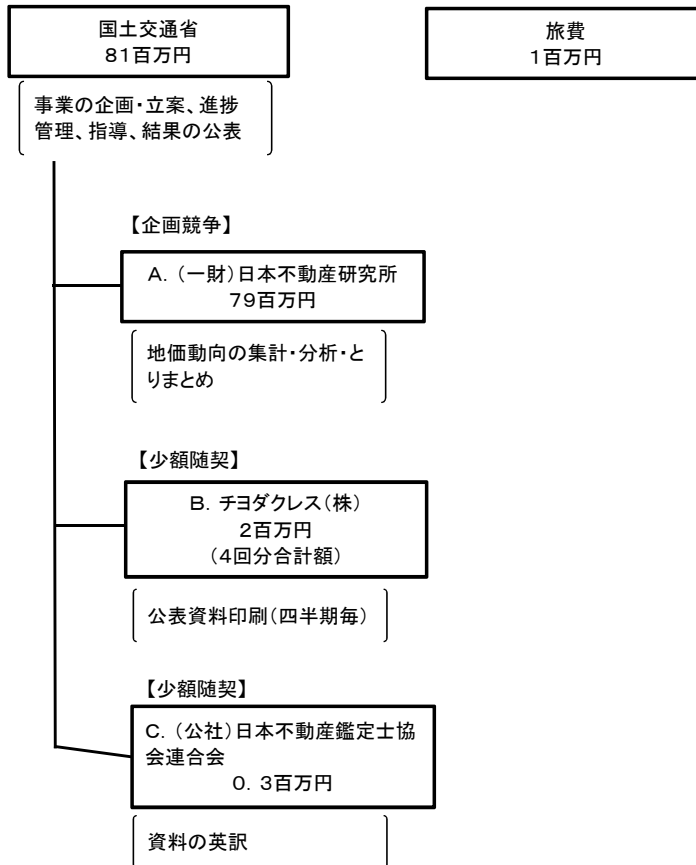 国土交通省
81百万円
旅費
1百万円
事業の企画・立案、進捗
管理、指導、結果の公表
【企画競争】
A. (一財)日本不動産研究所
79百万円
地価動向の集計・分析・と
りまとめ
【少額随契】
B. チヨダクレス(株)
2百万円
(4回分合計額)
公表資料印刷(四半期毎)
【少額随契】
C. (公社)日本不動産鑑定士協
会連合会
0. 3百万円
資料の英訳